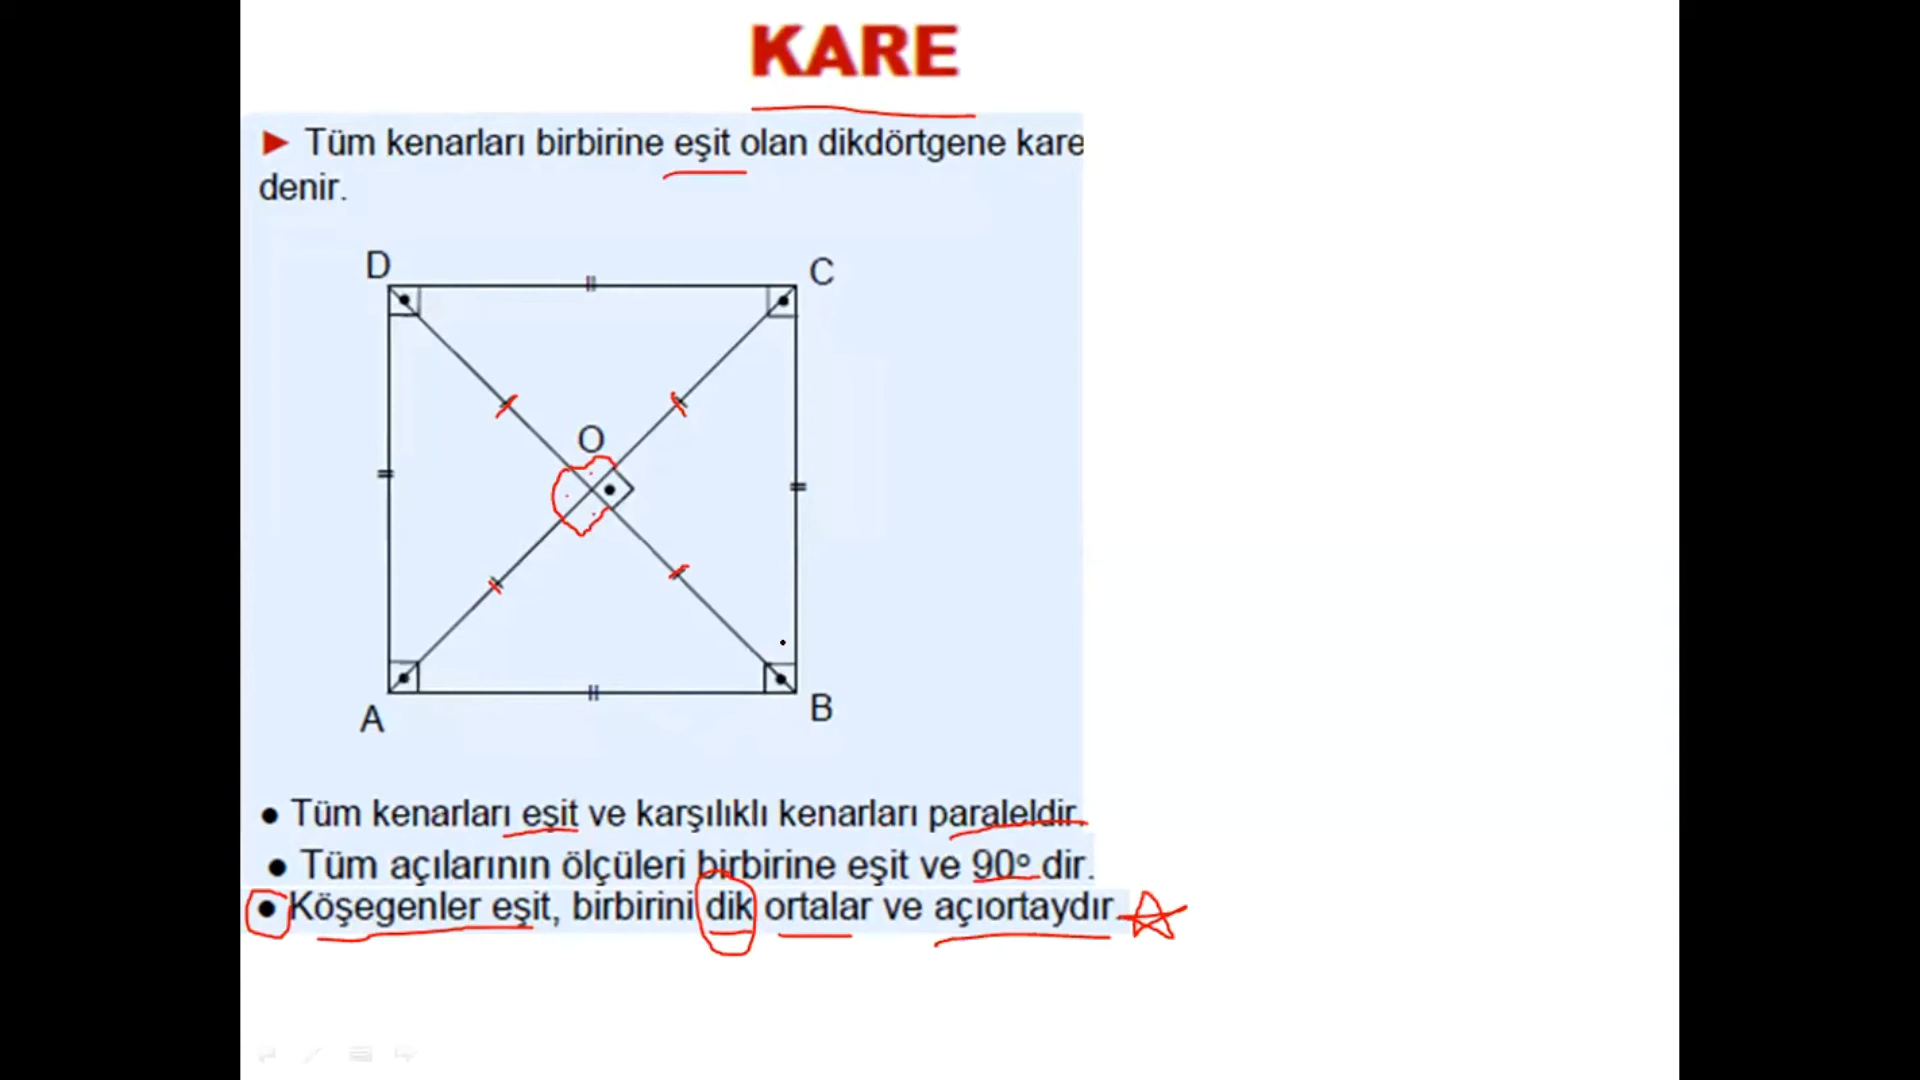 KARE
► Tüm kenarları birbirine eşit olan dikdörtgene kare
denir.
D
C
O
A
B
● Tüm kenarları eşit ve karşılıklı kenarları paraleldir.
● Tüm açılarının ölçüleri birbirine eşit ve 90° dir.
● Köşegenler eşit, birbirini dik ortalar ve açıortaydır.